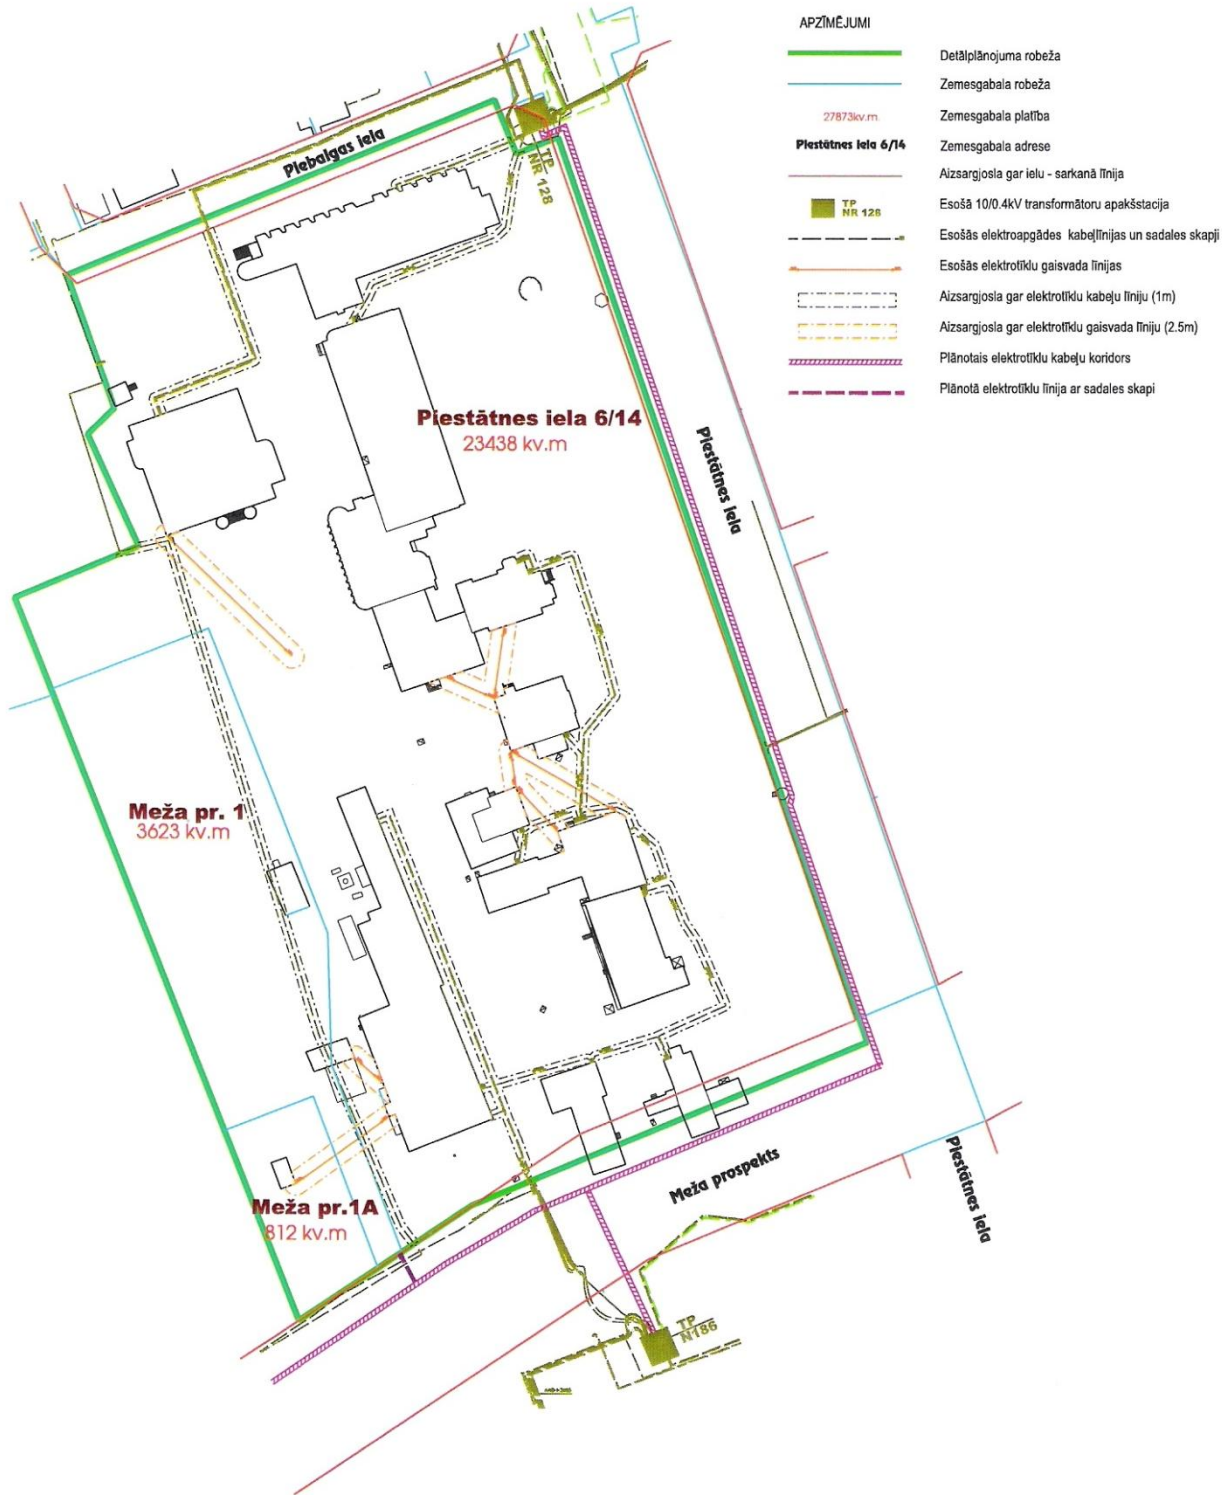 APZĪMĒJUMI
Detālplānojuma robeža
Zemesgabala robeža
27873kv.m. Zemesgabala platība
Piestātnes iela 6/14 Zemesgabala adrese
Aizsargjosla gar ielu - sarkanā līnija
TP NR 128 Esošā 10/0.4kV transformātoru apakšstacija
Esošās elektroapgādes kabeļlīnijas un sadales skapji
Esošās elektrotīklu gaisvada līnijas
Aizsargjosla gar elektrotīklu kabeļu līniju (1m)
Aizsargjosla gar elektrotīklu gaisvada līniju (2.5m)
Plānotais elektrotīklu kabeļu koridors
Plānotā elektrotīklu līnija ar sadales skapi
Piebalgas iela
TP
NR 128
Piestātnes iela 6/14
23438 kv.m
Piestātnes iela
Meža pr. 1
3623 kv.m
Meža pr.1A
812 kv.m
Meža prospekts
Piestātnes iela
TP
N186